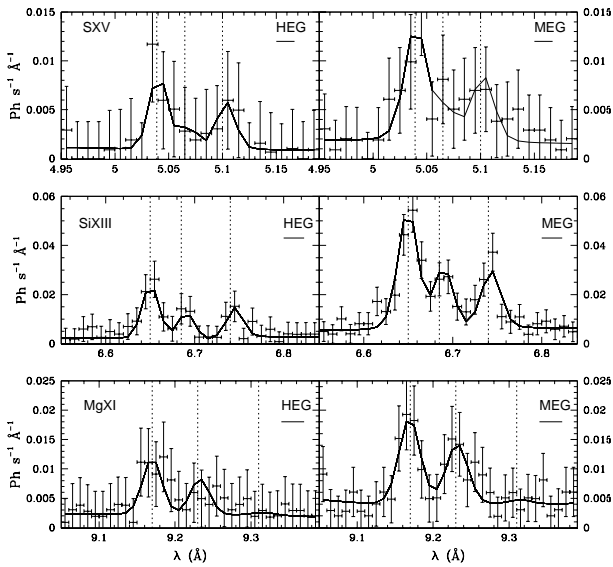 SXV HEG
MEG
0.015 0.015
0.01 0.01
0.005 0.005
0 0
Ph s⁻¹ Å⁻¹
4.95 5 5.05 5.1 5.15 4.95 5 5.05 5.1 5.15
SiXIII HEG
MEG
0.06 0.06
0.04 0.04
0.02 0.02
0 0
Ph s⁻¹ Å⁻¹
6.6 6.7 6.8 6.6 6.7 6.8
MgXI HEG
MEG
0.025 0.025
0.02 0.02
0.015 0.015
0.01 0.01
0.005 0.005
0 0
Ph s⁻¹ Å⁻¹
9.1 9.2 9.3 9.1 9.2 9.3
λ (Å) λ (Å)